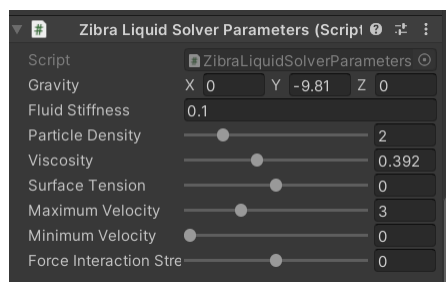 Zibra Liquid Solver Parameters (Script
Script ZibraLiquidSolverParameters
Gravity X 0 Y -9.81 Z 0
Fluid Stiffness 0.1
Particle Density 2
Viscosity 0.392
Surface Tension 0
Maximum Velocity 3
Minimum Velocity 0
Force Interaction Stre 0